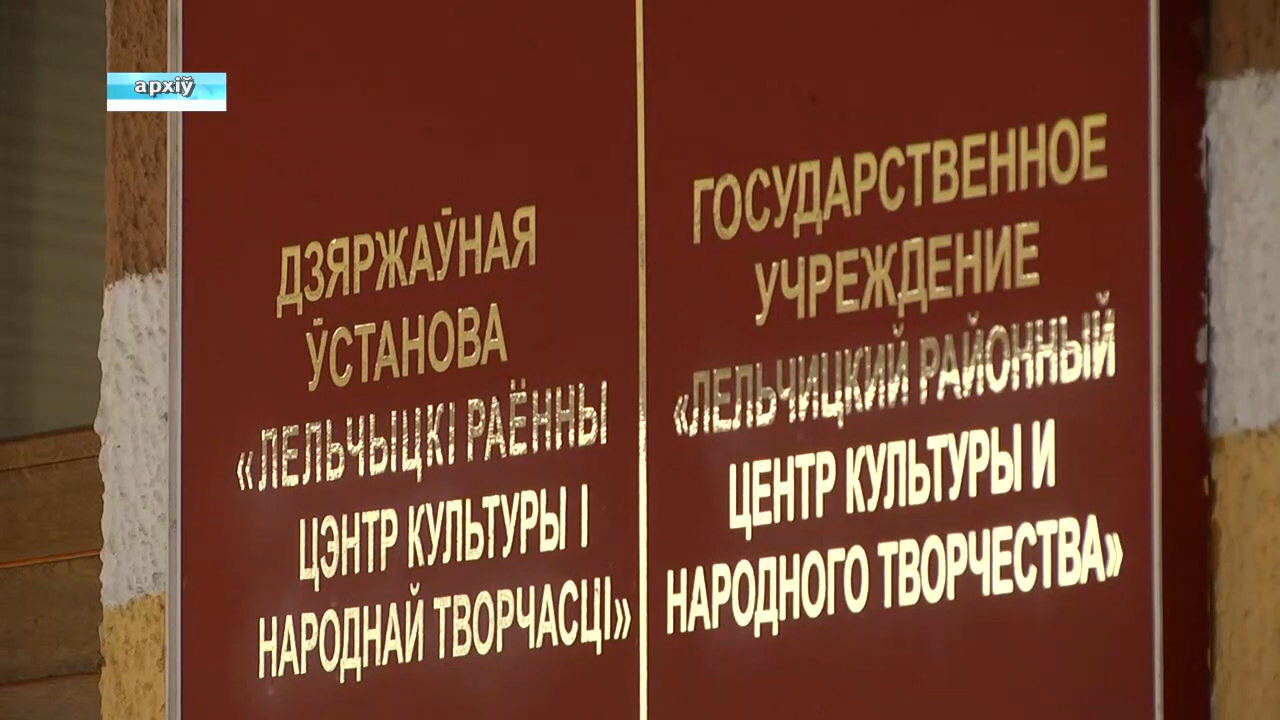 архіў
ДЗЯРЖАЎНАЯ
ЎСТАНОВА
«ЛЕЛЬЧЫЦКІ РАЁННЫ
ЦЭНТР КУЛЬТУРЫ І
НАРОДНАЙ ТВОРЧАСЦІ»
ГОСУДАРСТВЕННОЕ
УЧРЕЖДЕНИЕ
«ЛЕЛЬЧИЦКИЙ РАЙОННЫЙ
ЦЕНТР КУЛЬТУРЫ И
НАРОДНОГО ТВОРЧЕСТВА»